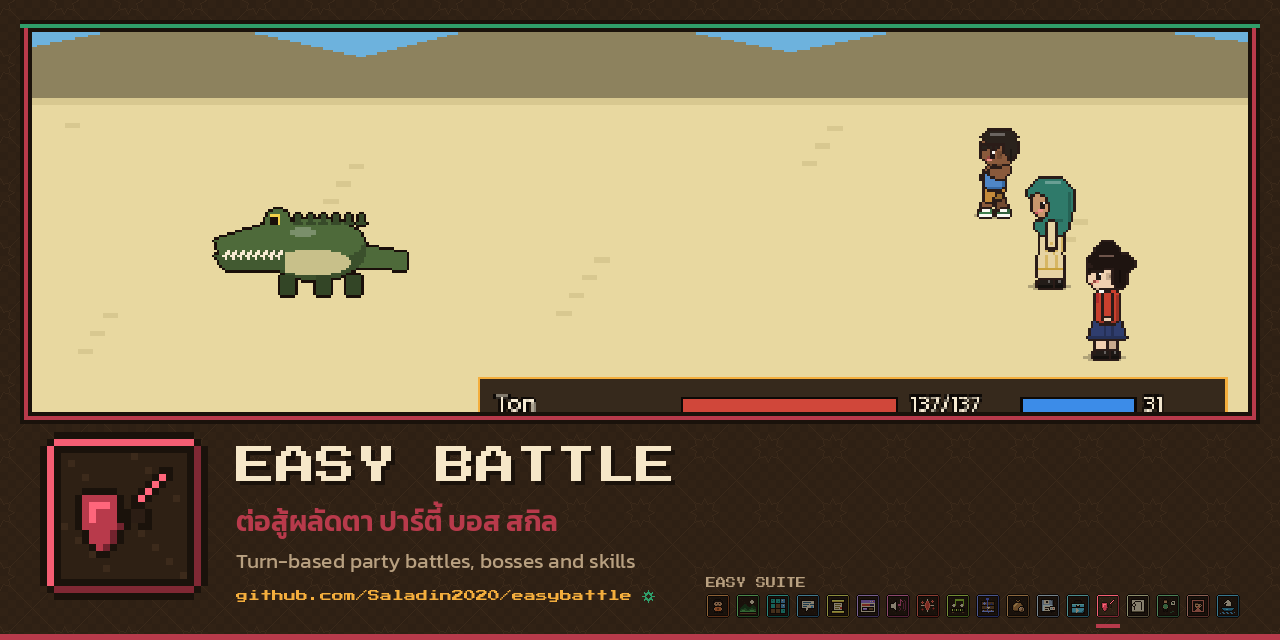 Ton 137/137 31
EASY BATTLE
ต่อสู้ผลัดตา ปาร์ตี้ บอส สกิล
Turn-based party battles, bosses and skills
github.com/Saladin2020/easybattle
EASY SUITE